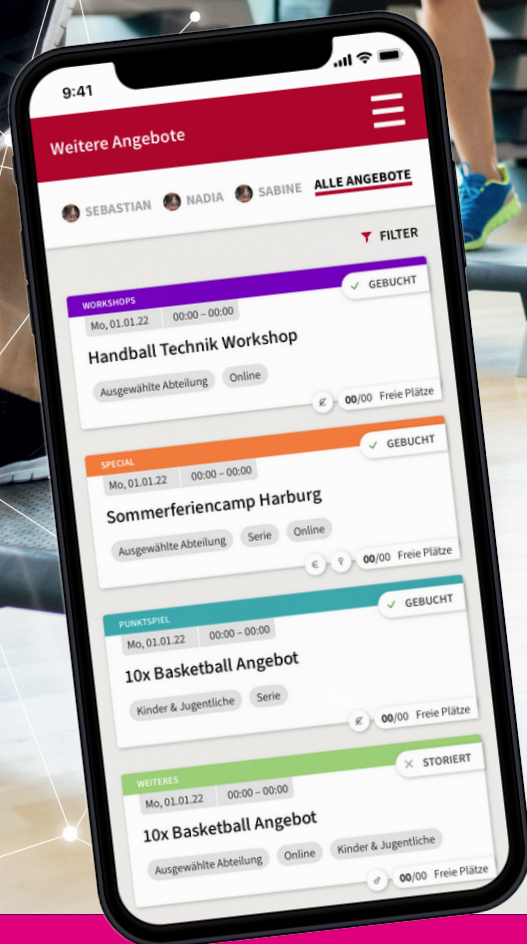 9:41
Weitere Angebote
SEBASTIAN NADIA SABINE ALLE ANGEBOTE
FILTER
WORKSHOPS
GEBUCHT
Mo, 01.01.22 00:00 – 00:00
Handball Technik Workshop
Ausgewählte Abteilung Online
00/00 Freie Plätze
SPECIAL
GEBUCHT
Mo, 01.01.22 00:00 – 00:00
Sommerferiencamp Harburg
Ausgewählte Abteilung Serie Online
€ 00/00 Freie Plätze
PUNKTSPIEL
GEBUCHT
Mo, 01.01.22 00:00 – 00:00
10x Basketball Angebot
Kinder & Jugentliche Serie
00/00 Freie Plätze
WEITERES
STORIERT
Mo, 01.01.22 00:00 – 00:00
10x Basketball Angebot
Ausgewählte Abteilung Online Kinder & Jugentliche
00/00 Freie Plätze